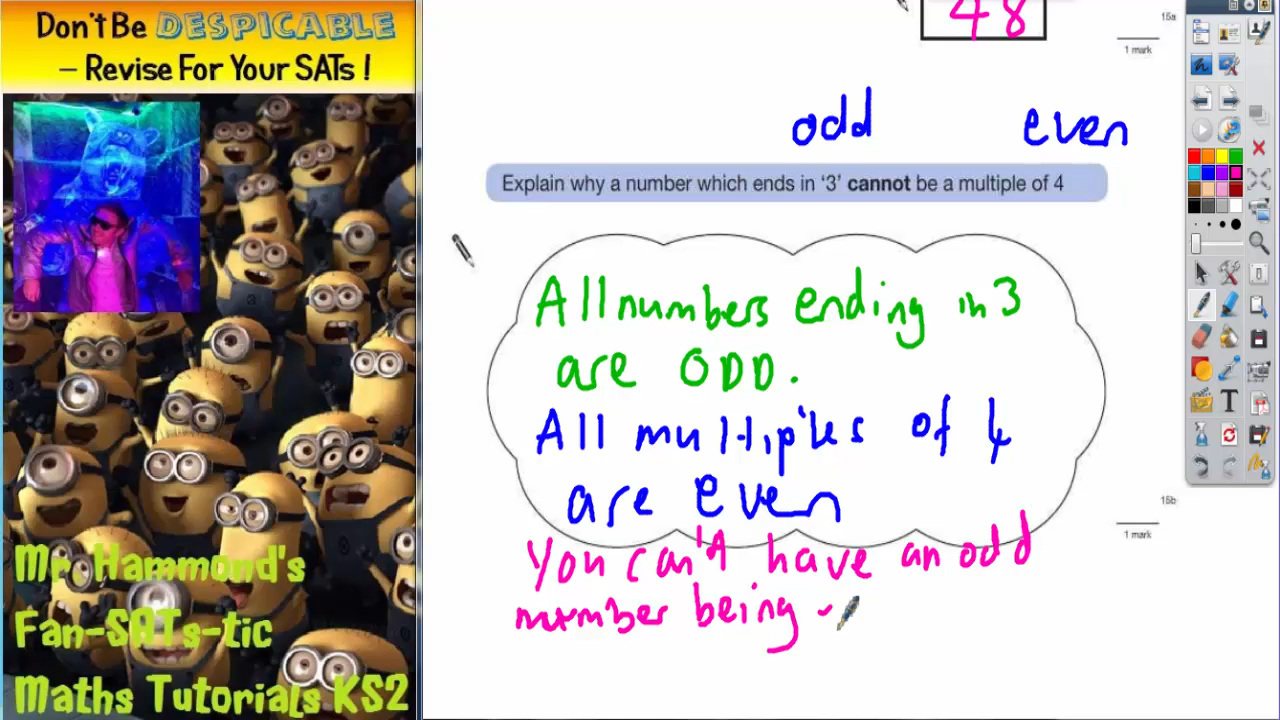 Don't Be DESPICABLE
– Revise For Your SATs !
48
15a
1 mark
odd even
Explain why a number which ends in ‘3’ cannot be a multiple of 4
All numbers ending in 3
are ODD.
All multiples of 4
are even
15b
1 mark
You can't have an odd
number being
Mr. Hammond's
Fan-SATs-tic
Maths Tutorials KS2